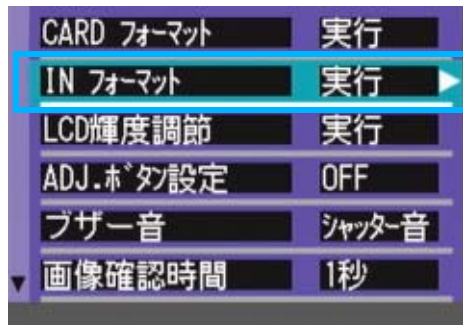 CARD フォーマット 実行
IN フォーマット 実行
LCD輝度調節 実行
ADJ.ボタン設定 OFF
ブザー音 シャッター音
画像確認時間 1秒